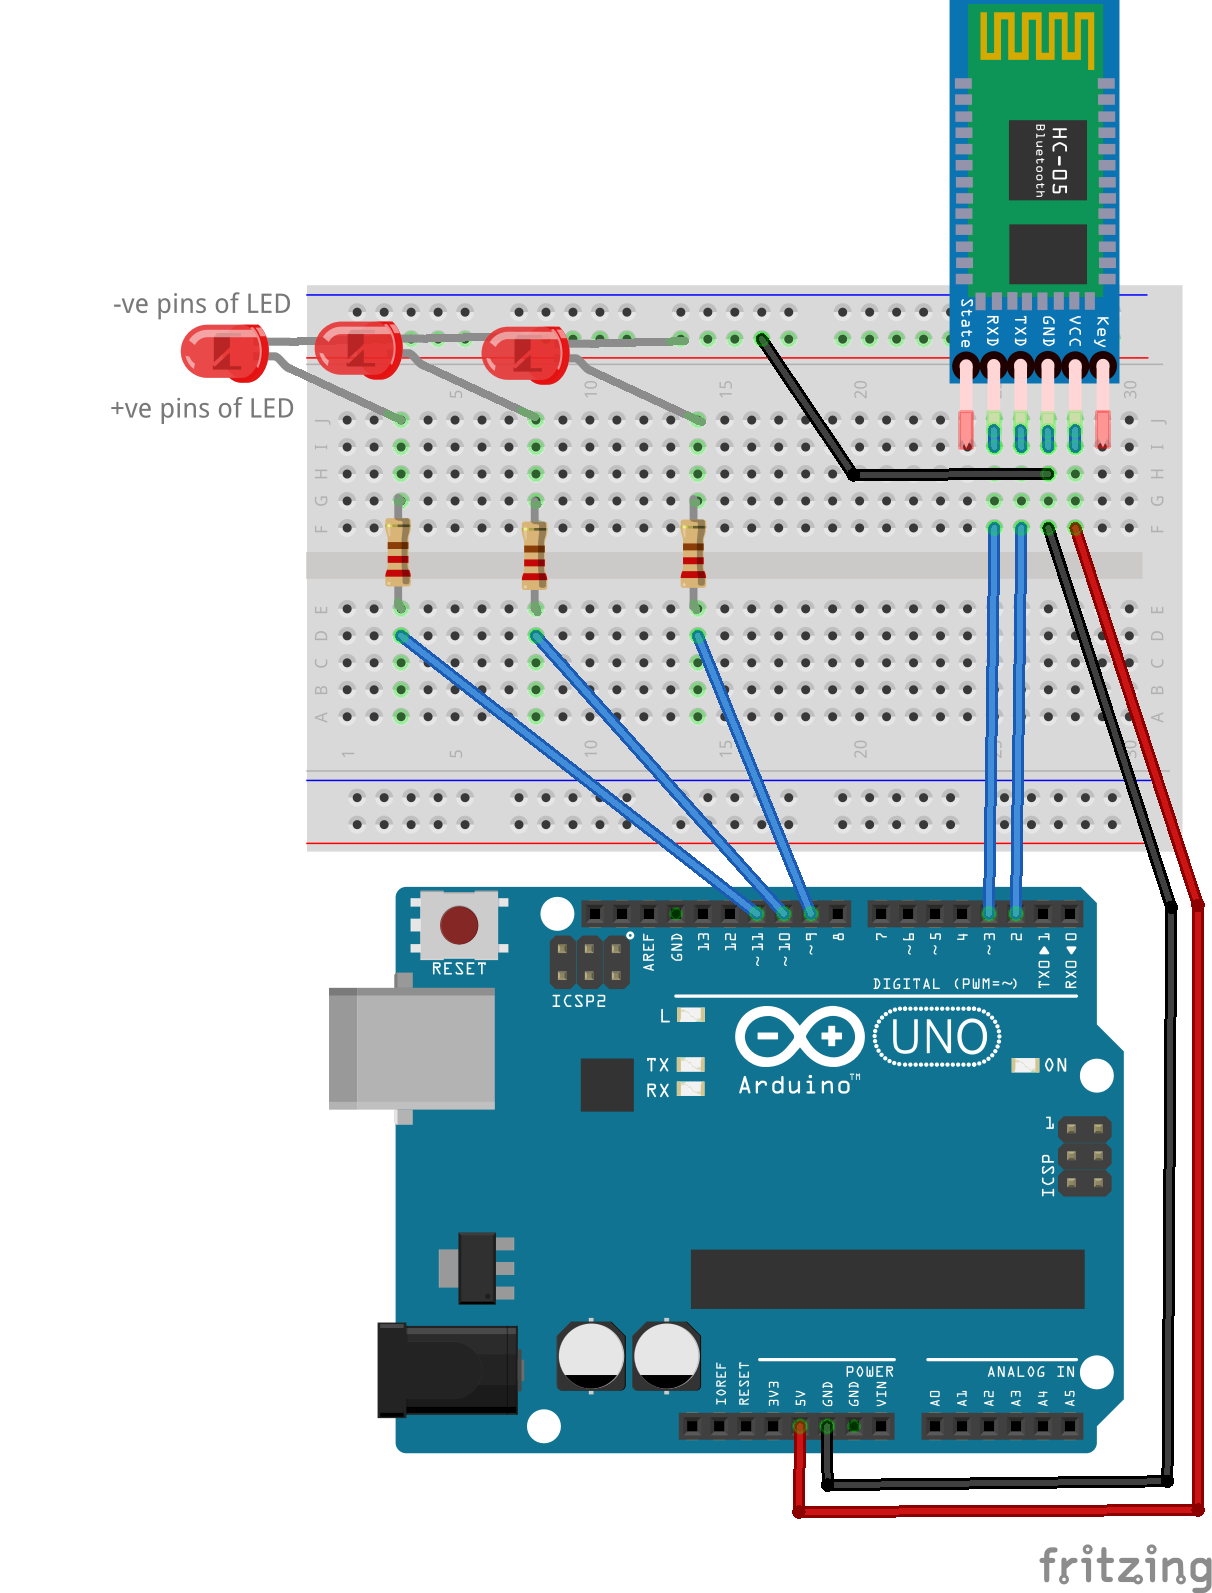 HC-05
Bluetooth
State
RXD
TXD
GND
VCC
Key
-ve pins of LED
+ve pins of LED
5
10
15
20
30
J
J
I
I
H
H
G
G
F
F
E
E
D
D
C
C
B
B
A
A
1
5
10
15
20
25
30
RESET
ICSP2
AREF
GND
13
12
~11
~10
~9
8
7
~6
~5
4
~3
2
TX0▶1
RX0◀0
DIGITAL (PWM=~)
L
TX
RX
UNO
Arduino™
ON
1
ICSP
IOREF
RESET
3V3
5V
GND
GND
VIN
POWER
ANALOG IN
A0
A1
A2
A3
A4
A5
fritzing